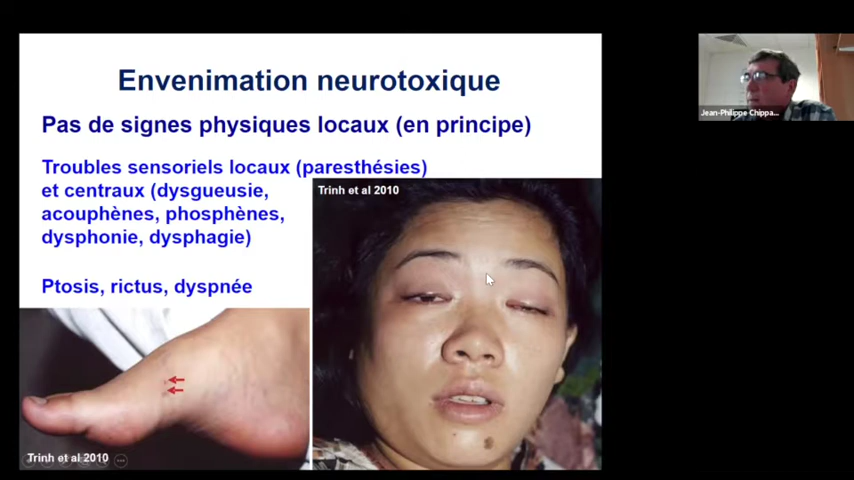 Envenimation neurotoxique
Pas de signes physiques locaux (en principe)
Troubles sensoriels locaux (paresthésies)
et centraux (dysgueusie,
acouphènes, phosphènes,
dysphonie, dysphagie)
Ptosis, rictus, dyspnée
Trinh et al 2010
Trinh et al 2010
Jean-Philippe Chippa...